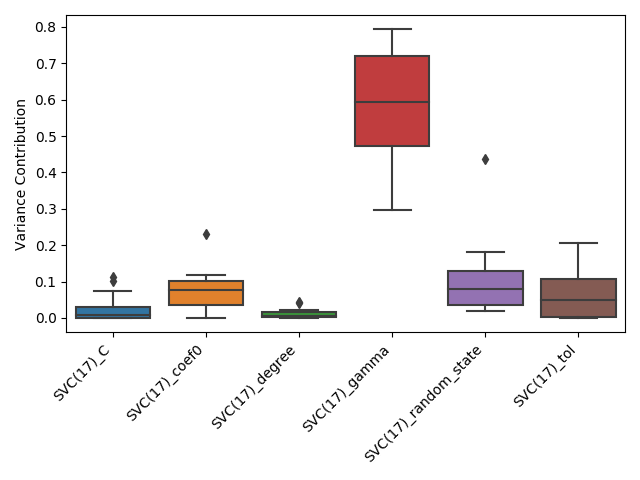 0.8
0.7
0.6
0.5
0.4
0.3
0.2
0.1
0.0
Variance Contribution
SVC(17)_C
SVC(17)_coef0
SVC(17)_degree
SVC(17)_gamma
SVC(17)_random_state
SVC(17)_tol